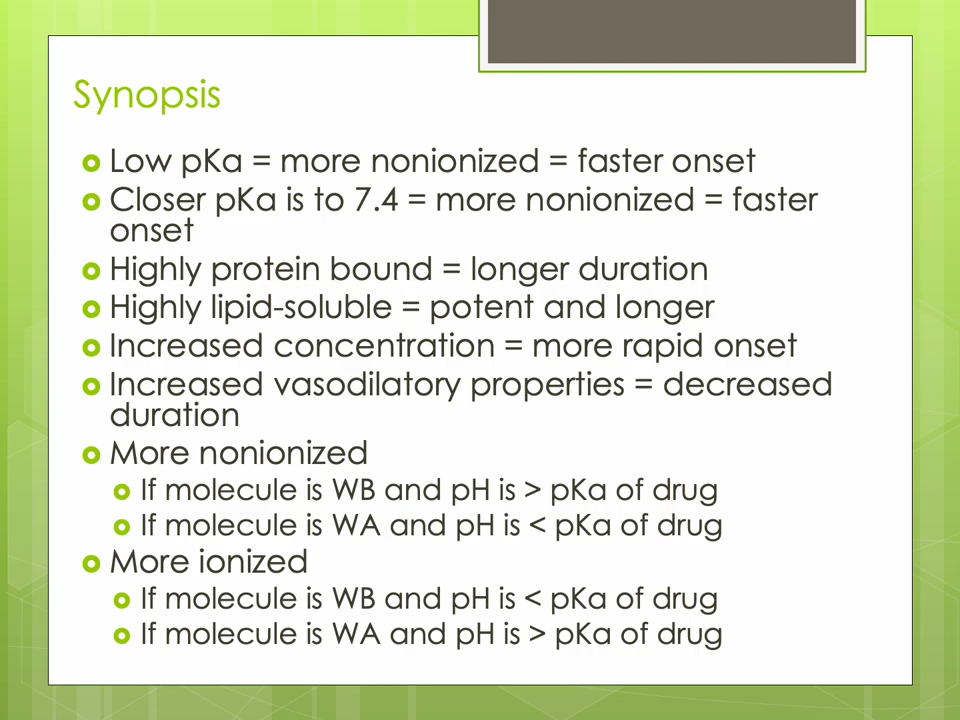 Synopsis
Low pKa = more nonionized = faster onset
Closer pKa is to 7.4 = more nonionized = faster
onset
Highly protein bound = longer duration
Highly lipid-soluble = potent and longer
Increased concentration = more rapid onset
Increased vasodilatory properties = decreased
duration
More nonionized
If molecule is WB and pH is > pKa of drug
If molecule is WA and pH is < pKa of drug
More ionized
If molecule is WB and pH is < pKa of drug
If molecule is WA and pH is > pKa of drug